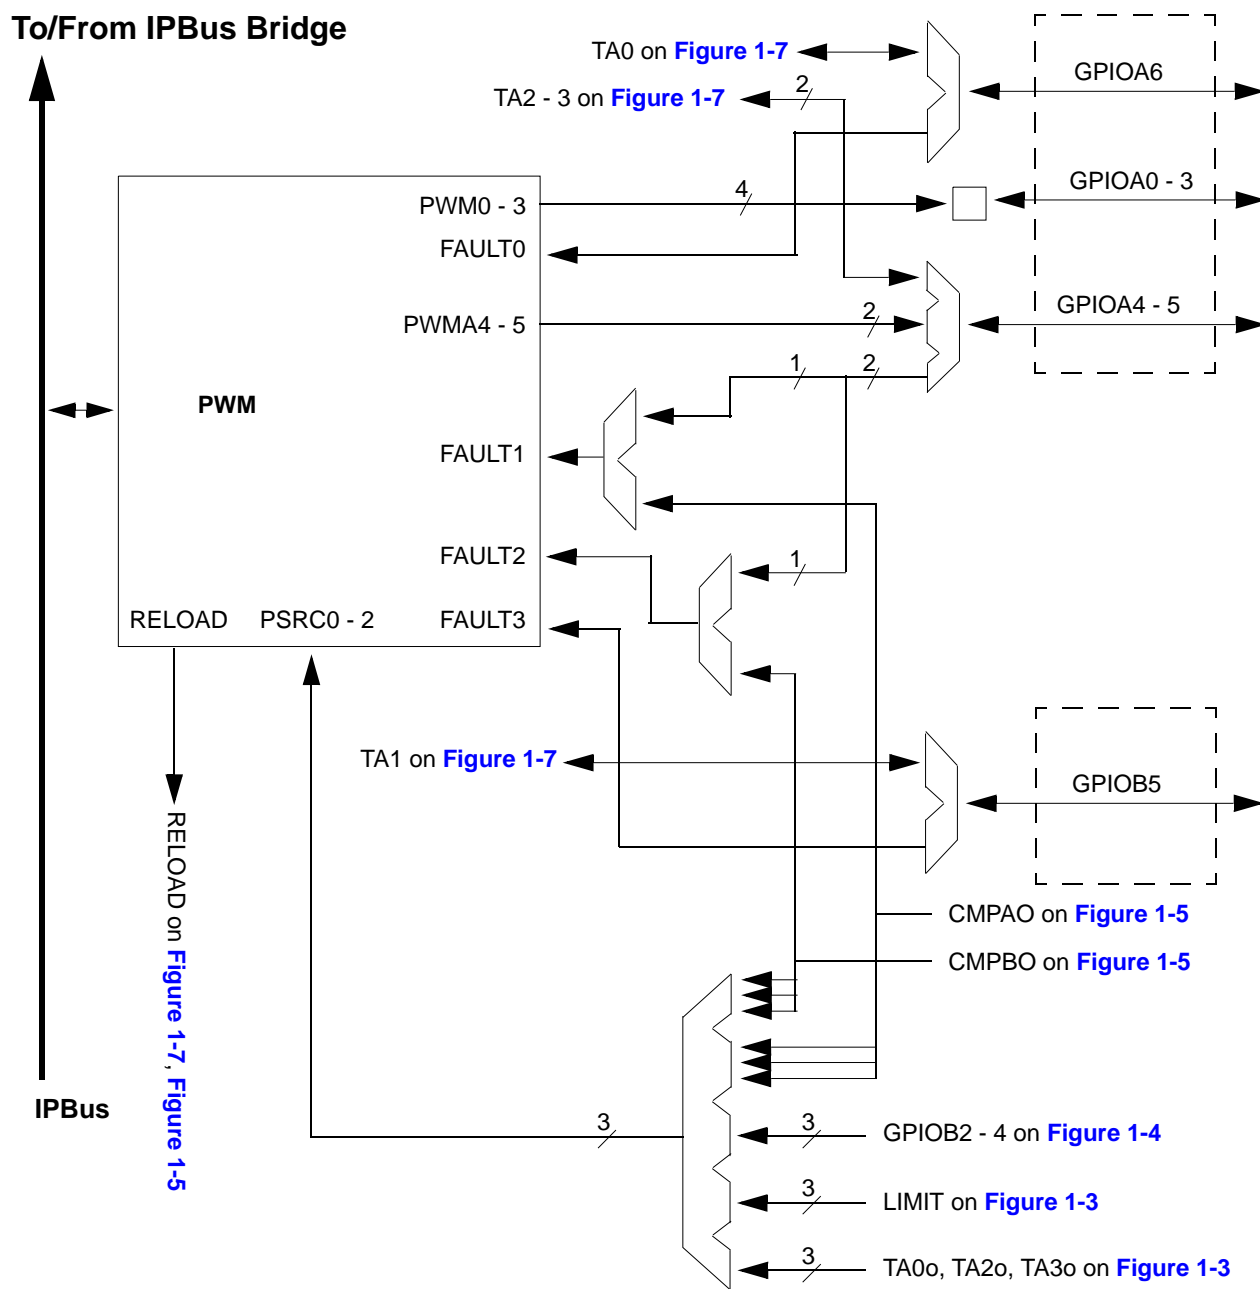 To/From IPBus Bridge
TA0 on Figure 1-7
GPIOA6
TA2 - 3 on Figure 1-7
2
4
GPIOA0 - 3
PWM0 - 3
FAULT0
PWMA4 - 5
2
GPIOA4 - 5
1
2
PWM
FAULT1
FAULT2
1
RELOAD
PSRC0 - 2
FAULT3
TA1 on Figure 1-7
GPIOB5
RELOAD on Figure 1-7, Figure 1-5
CMPAO on Figure 1-5
CMPBO on Figure 1-5
IPBus
3
3
GPIOB2 - 4 on Figure 1-4
3
LIMIT on Figure 1-3
3
TA0o, TA2o, TA3o on Figure 1-3